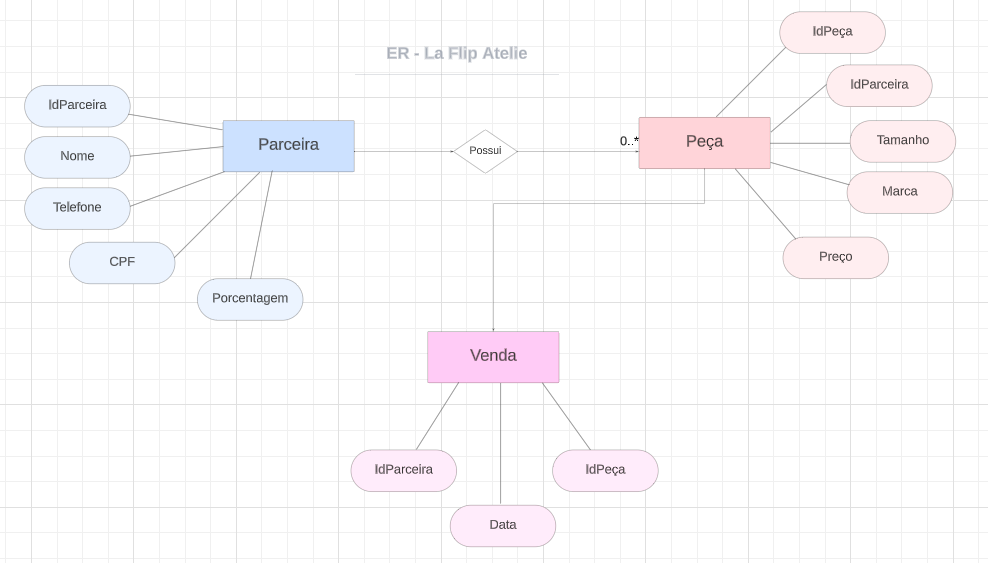 ER - La Flip Atelie
IdPeça
IdParceira
IdParceira
Nome
Telefone
CPF
Porcentagem
Parceira
Possui
0..*
Peça
Tamanho
Marca
Preço
Venda
IdParceira
IdPeça
Data